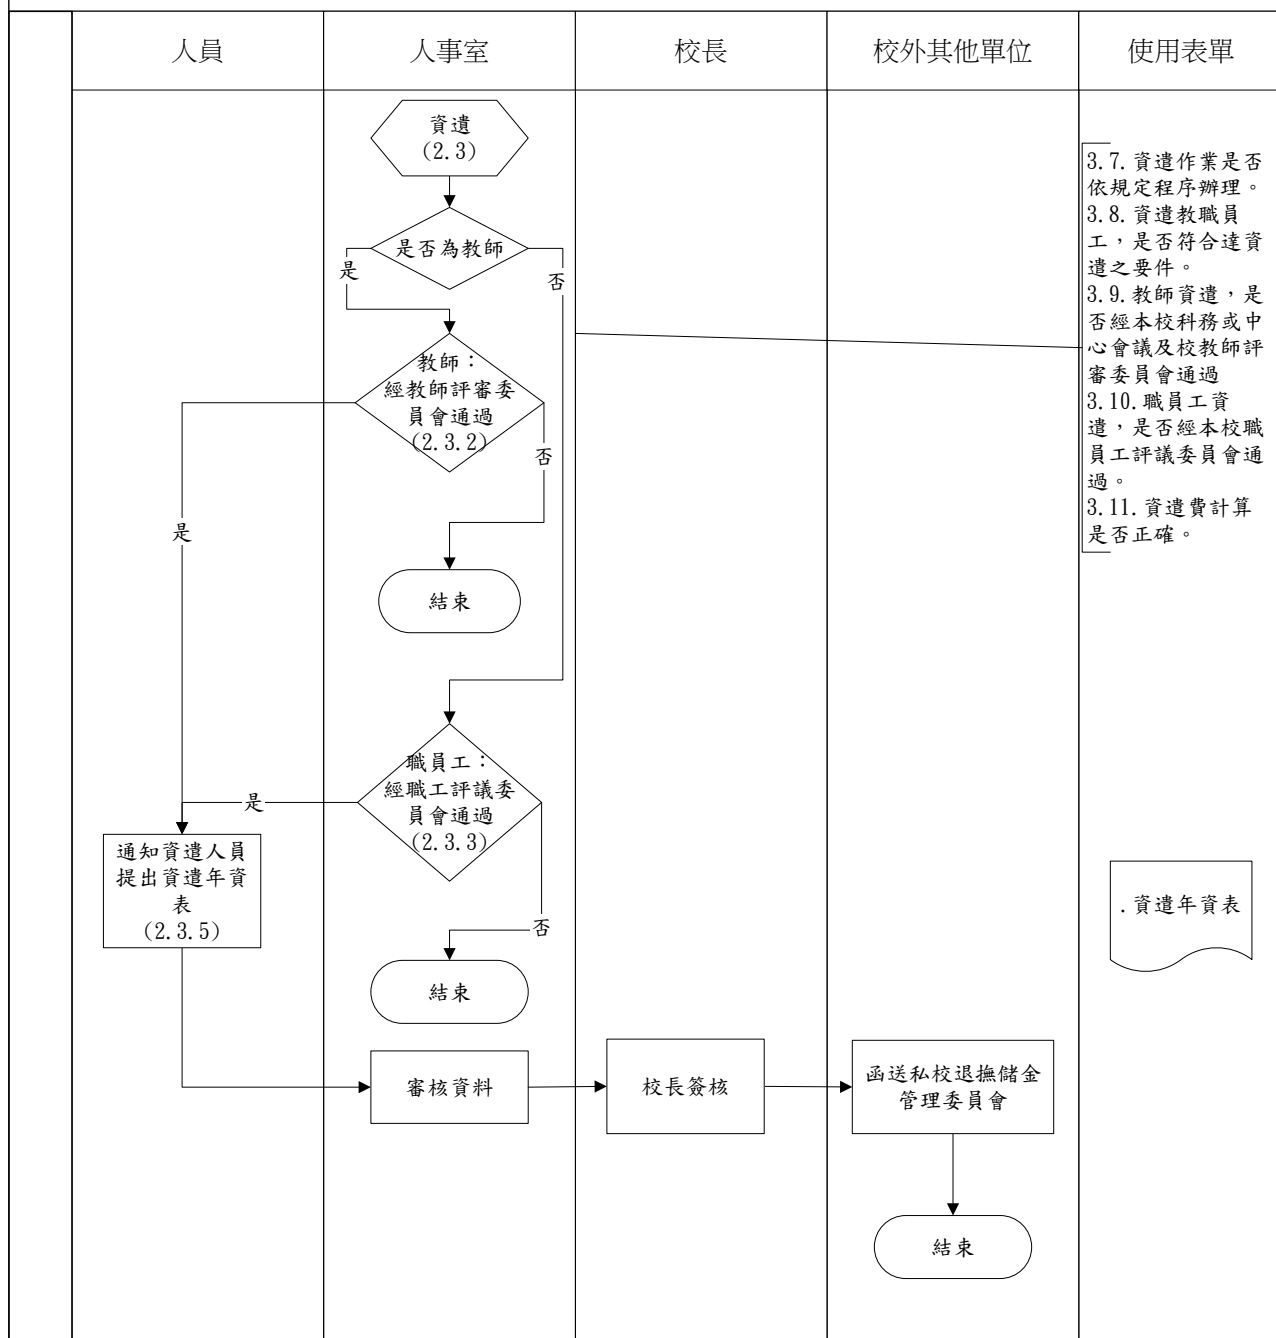 人員
人事室
校長
校外其他單位
使用表單
資遣
(2.3)
是否為教師
是
否
教師：
經教師評審委
員會通過
(2.3.2)
否
是
結束
3.7.資遣作業是否
依規定程序辦理。
3.8.資遣教職員
工，是否符合達資
遣之要件。
3.9.教師資遣，是
否經本校科務或中
心會議及校教師評
審委員會通過
3.10.職員工資
遣，是否經本校職
員工評議委員會通
過。
3.11.資遣費計算
是否正確。
職員工：
經職工評議委
員會通過
(2.3.3)
是
否
結束
通知資遣人員
提出資遣年資
表
(2.3.5)
.資遣年資表
審核資料
校長簽核
函送私校退撫儲金
管理委員會
結束